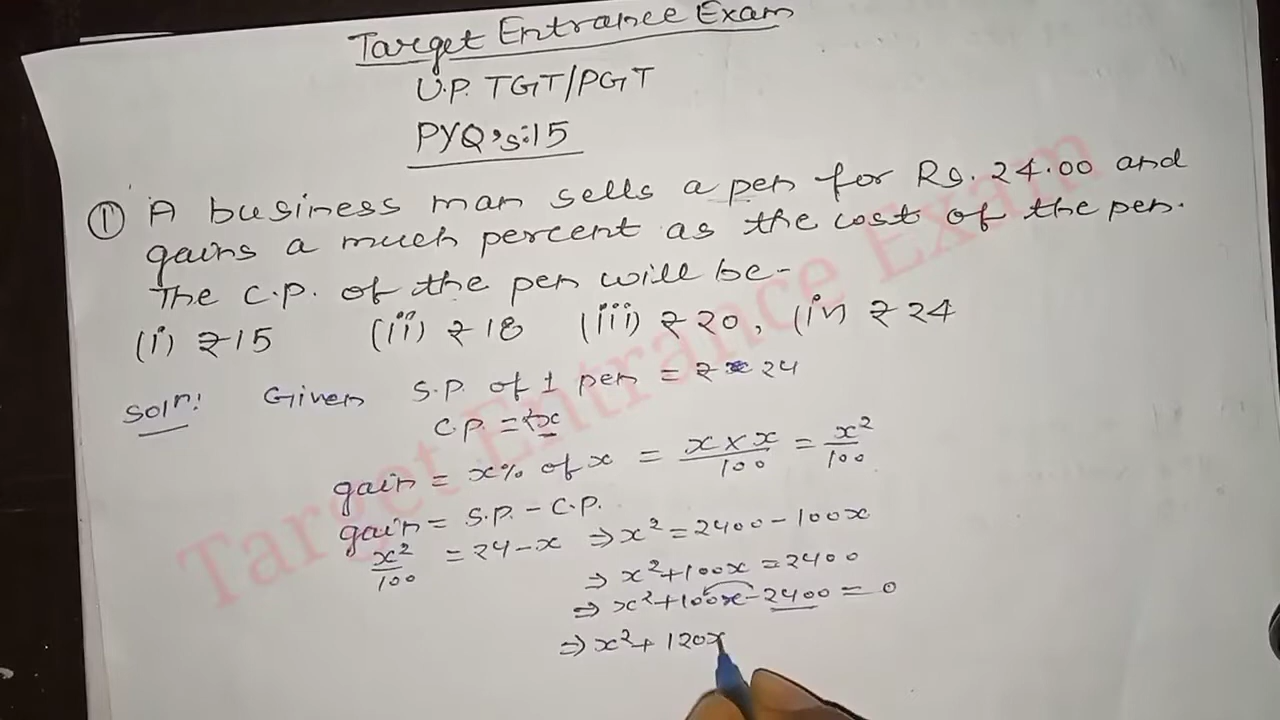 Target Entrance Exam
U.P. TGT/PGT
PYQ's:15
(1) A business man sells a pen for Rs. 24.00 and
gains a much percent as the cost of the pen.
The C.P. of the pen will be-
(i) ₹15 (ii) ₹18 (iii) ₹20, (iv) ₹24
Soln: Given S.P. of 1 pen = ₹ 24
C.P. = ₹x
gain = x% of x = x × x / 100 = x² / 100
gain = S.P. - C.P.
x² / 100 = 24 - x ⇒ x² = 2400 - 100x
⇒ x² + 100x = 2400
⇒ x² + 100x - 2400 = 0
⇒ x² + 120x
Target Entrance Exam